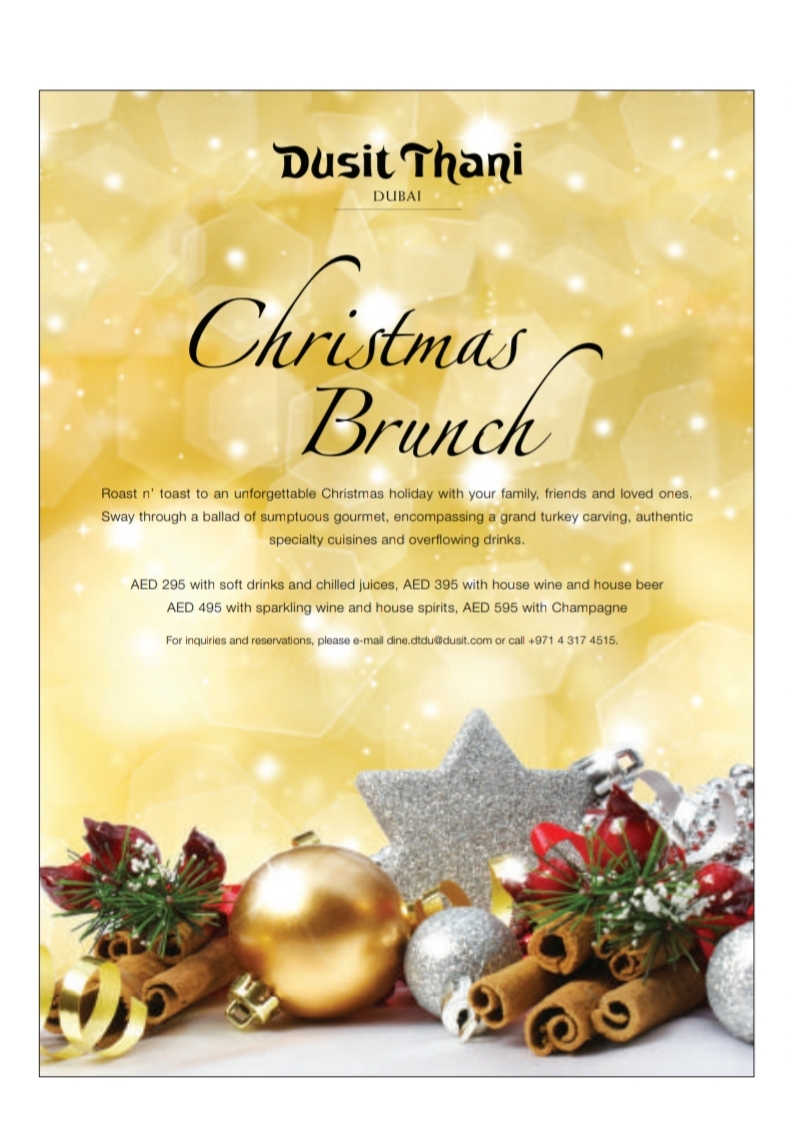 Dusit Thani
DUBAI
Christmas
Brunch
Roast n' toast to an unforgettable Christmas holiday with your family, friends and loved ones.
Sway through a ballad of sumptuous gourmet, encompassing a grand turkey carving, authentic
specialty cuisines and overflowing drinks.
AED 295 with soft drinks and chilled juices, AED 395 with house wine and house beer
AED 495 with sparkling wine and house spirits, AED 595 with Champagne
For inquiries and reservations, please e-mail dine.dtdu@dusit.com or call +971 4 317 4515.